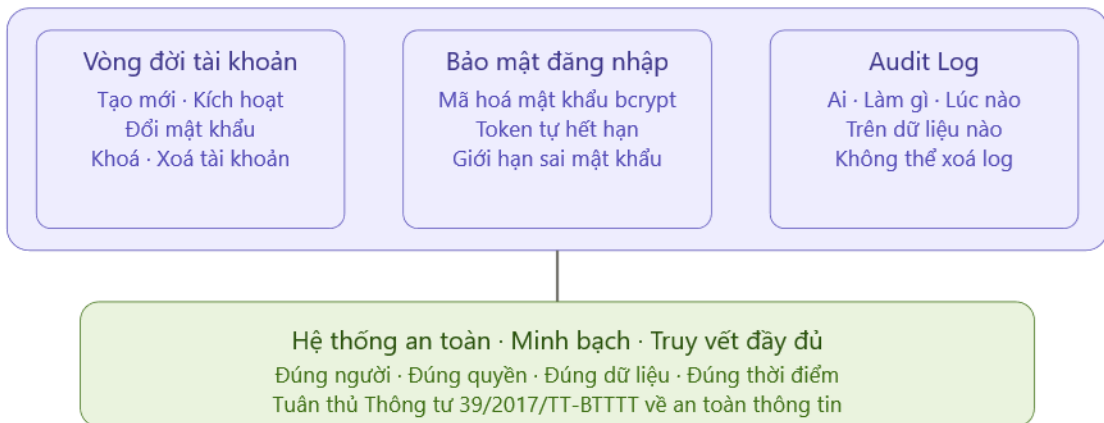 Vòng đời tài khoản
Tạo mới · Kích hoạt
Đổi mật khẩu
Khoá · Xoá tài khoản
Bảo mật đăng nhập
Mã hoá mật khẩu bcrypt
Token tự hết hạn
Giới hạn sai mật khẩu
Audit Log
Ai · Làm gì · Lúc nào
Trên dữ liệu nào
Không thể xoá log
Hệ thống an toàn · Minh bạch · Truy vết đầy đủ
Đúng người · Đúng quyền · Đúng dữ liệu · Đúng thời điểm
Tuân thủ Thông tư 39/2017/TT-BTTTT về an toàn thông tin